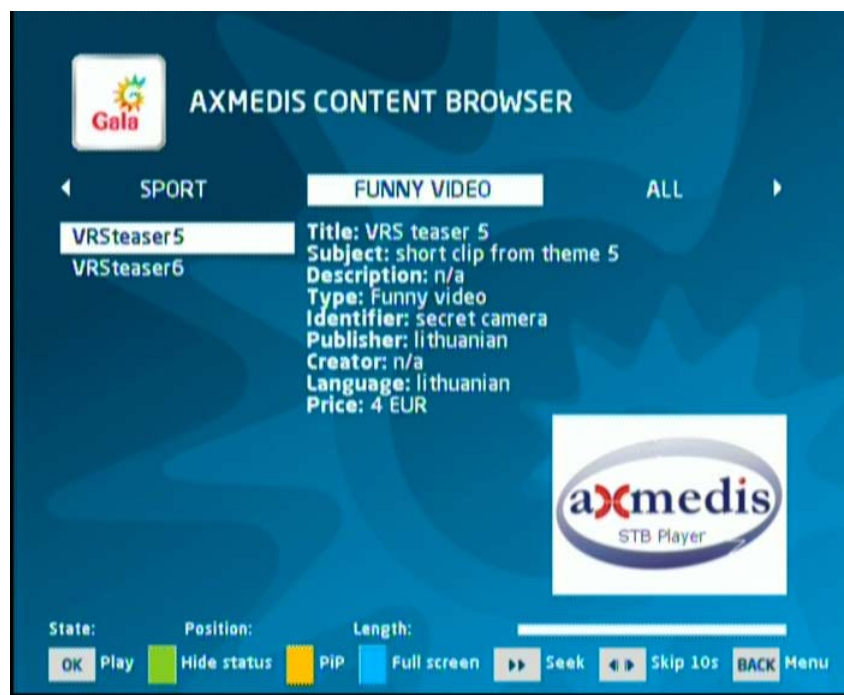 Gala
AXMEDIS CONTENT BROWSER
SPORT FUNNY VIDEO ALL
VRSteaser5
VRSteaser6
Title: VRS teaser 5
Subject: short clip from theme 5
Description: n/a
Type: Funny video
Identifier: secret camera
Publisher: lithuanian
Creator: n/a
Language: lithuanian
Price: 4 EUR
axmedis
STB Player
State: Position: Length:
OK Play Hide status PiP Full screen Seek Skip 10s BACK Menu